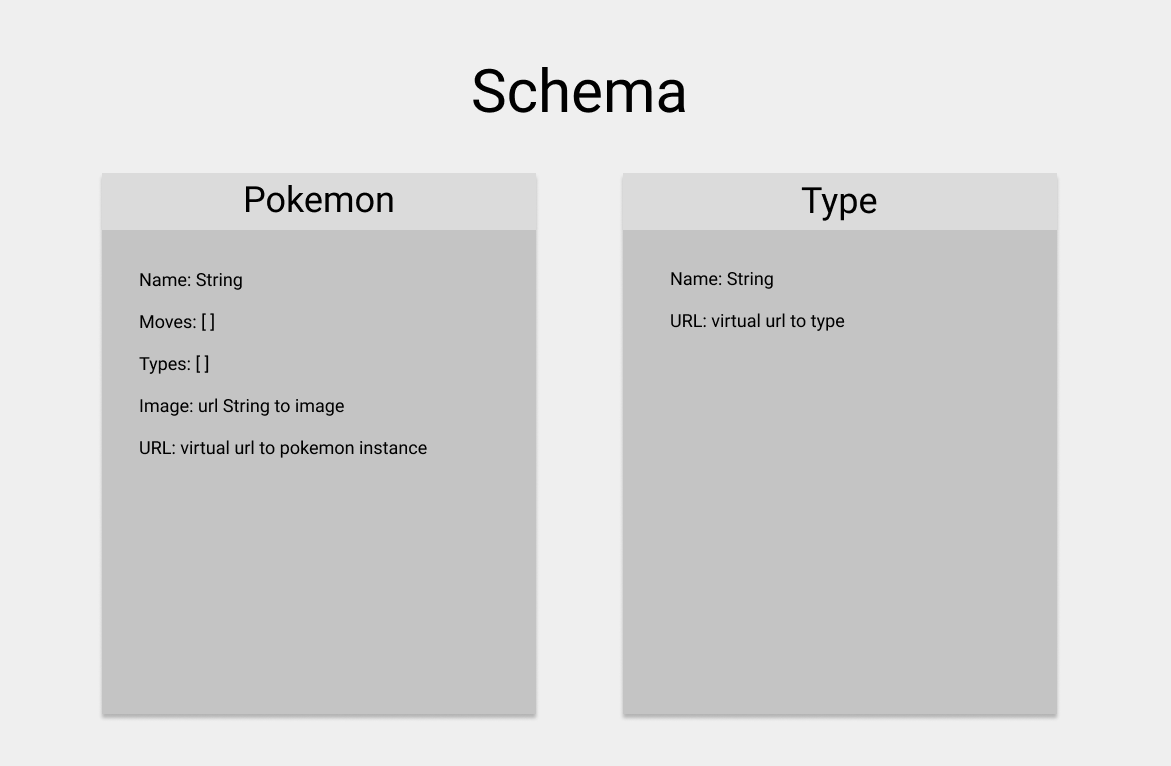 Schema
Pokemon
Name: String
Moves: [ ]
Types: [ ]
Image: url String to image
URL: virtual url to pokemon instance
Type
Name: String
URL: virtual url to type